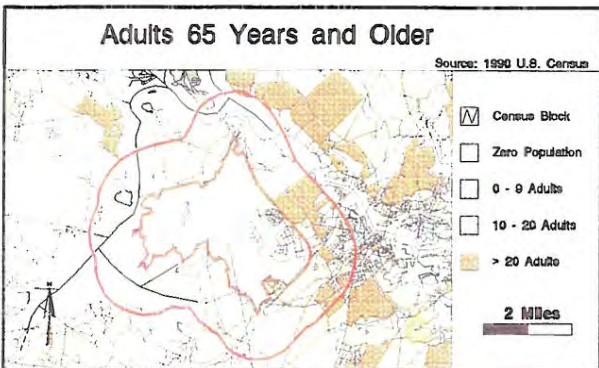 Adults 65 Years and Older
Source: 1990 U.S. Census
Census Block
Zero Population
0 - 9 Adults
10 - 20 Adults
> 20 Adults
N
2 Miles